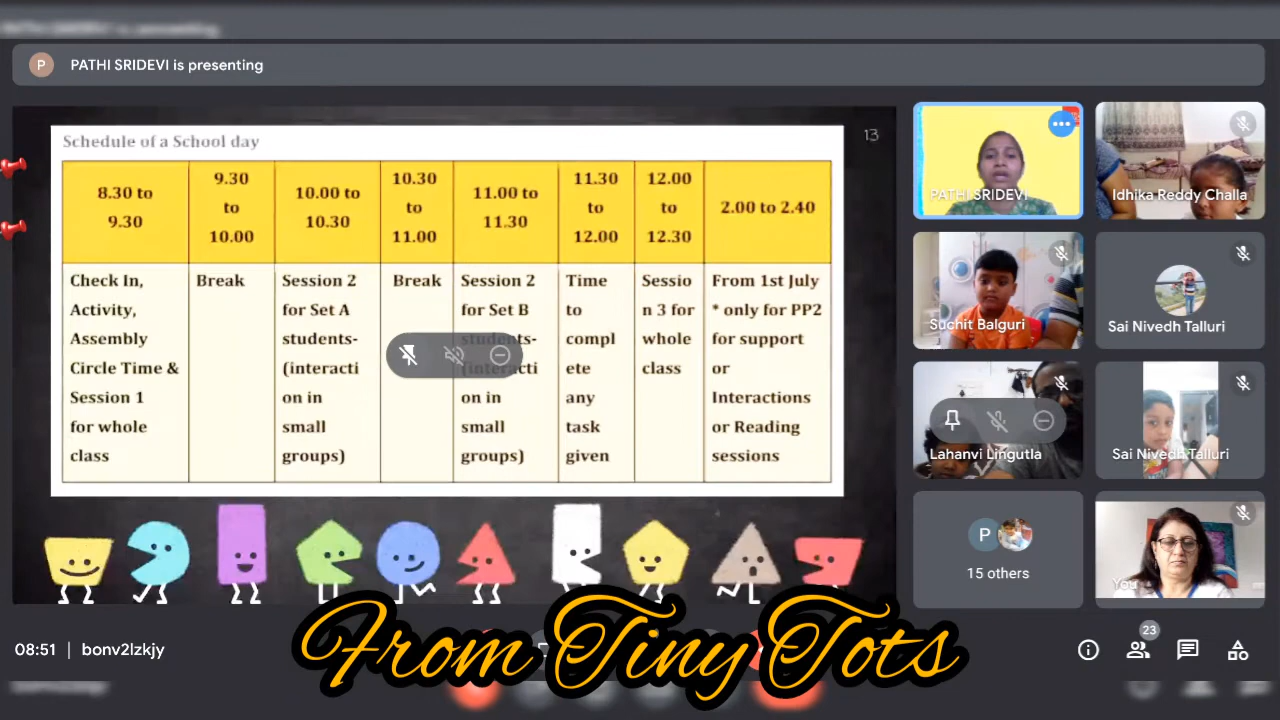 PATHI SRIDEVI is presenting
P
PATHI SRIDEVI is presenting
Schedule of a School day
13
8.30 to
9.30
9.30
to
10.00
10.00 to
10.30
10.30
to
11.00
11.00 to
11.30
11.30
to
12.00
12.00
to
12.30
2.00 to 2.40
Check In,
Activity,
Assembly
Circle Time &
Session 1
for whole
class
Break
Session 2
for Set A
students-
(interacti
on in
small
groups)
Break
Session 2
for Set B
students-
(interacti
on in
small
groups)
Time
to
compl
ete
any
task
given
Sessio
n 3 for
whole
class
From 1st July
* only for PP2
for support
or
Interactions
or Reading
sessions
PATHI SRIDEVI
Idhika Reddy Challa
Suchit Balguri
Sai Nivedh Talluri
Lahanvi Lingutla
Sai Nivedh Talluri
P
15 others
You
From Tiny Tots
08:51 | bonv2lzkjy
23